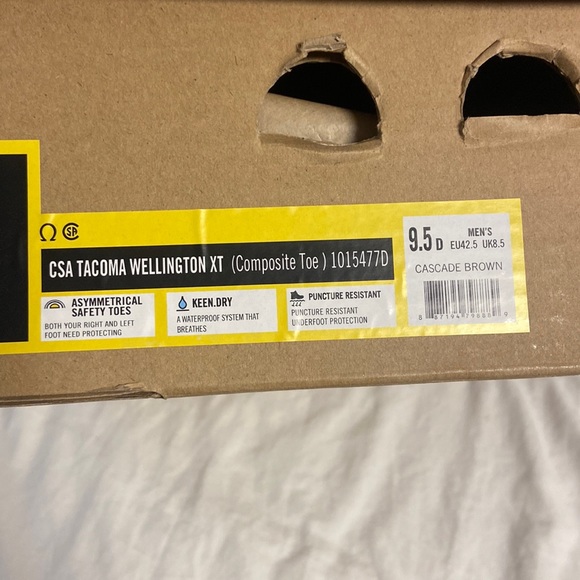 Ω CSA
CSA TACOMA WELLINGTON XT (Composite Toe ) 1015477D
ASYMMETRICAL
SAFETY TOES
BOTH YOUR RIGHT AND LEFT
FOOT NEED PROTECTING
KEEN.DRY
A WATERPROOF SYSTEM THAT
BREATHES
PUNCTURE RESISTANT
PUNCTURE RESISTANT
UNDERFOOT PROTECTION
9.5 D MEN'S
EU42.5 UK8.5
CASCADE BROWN